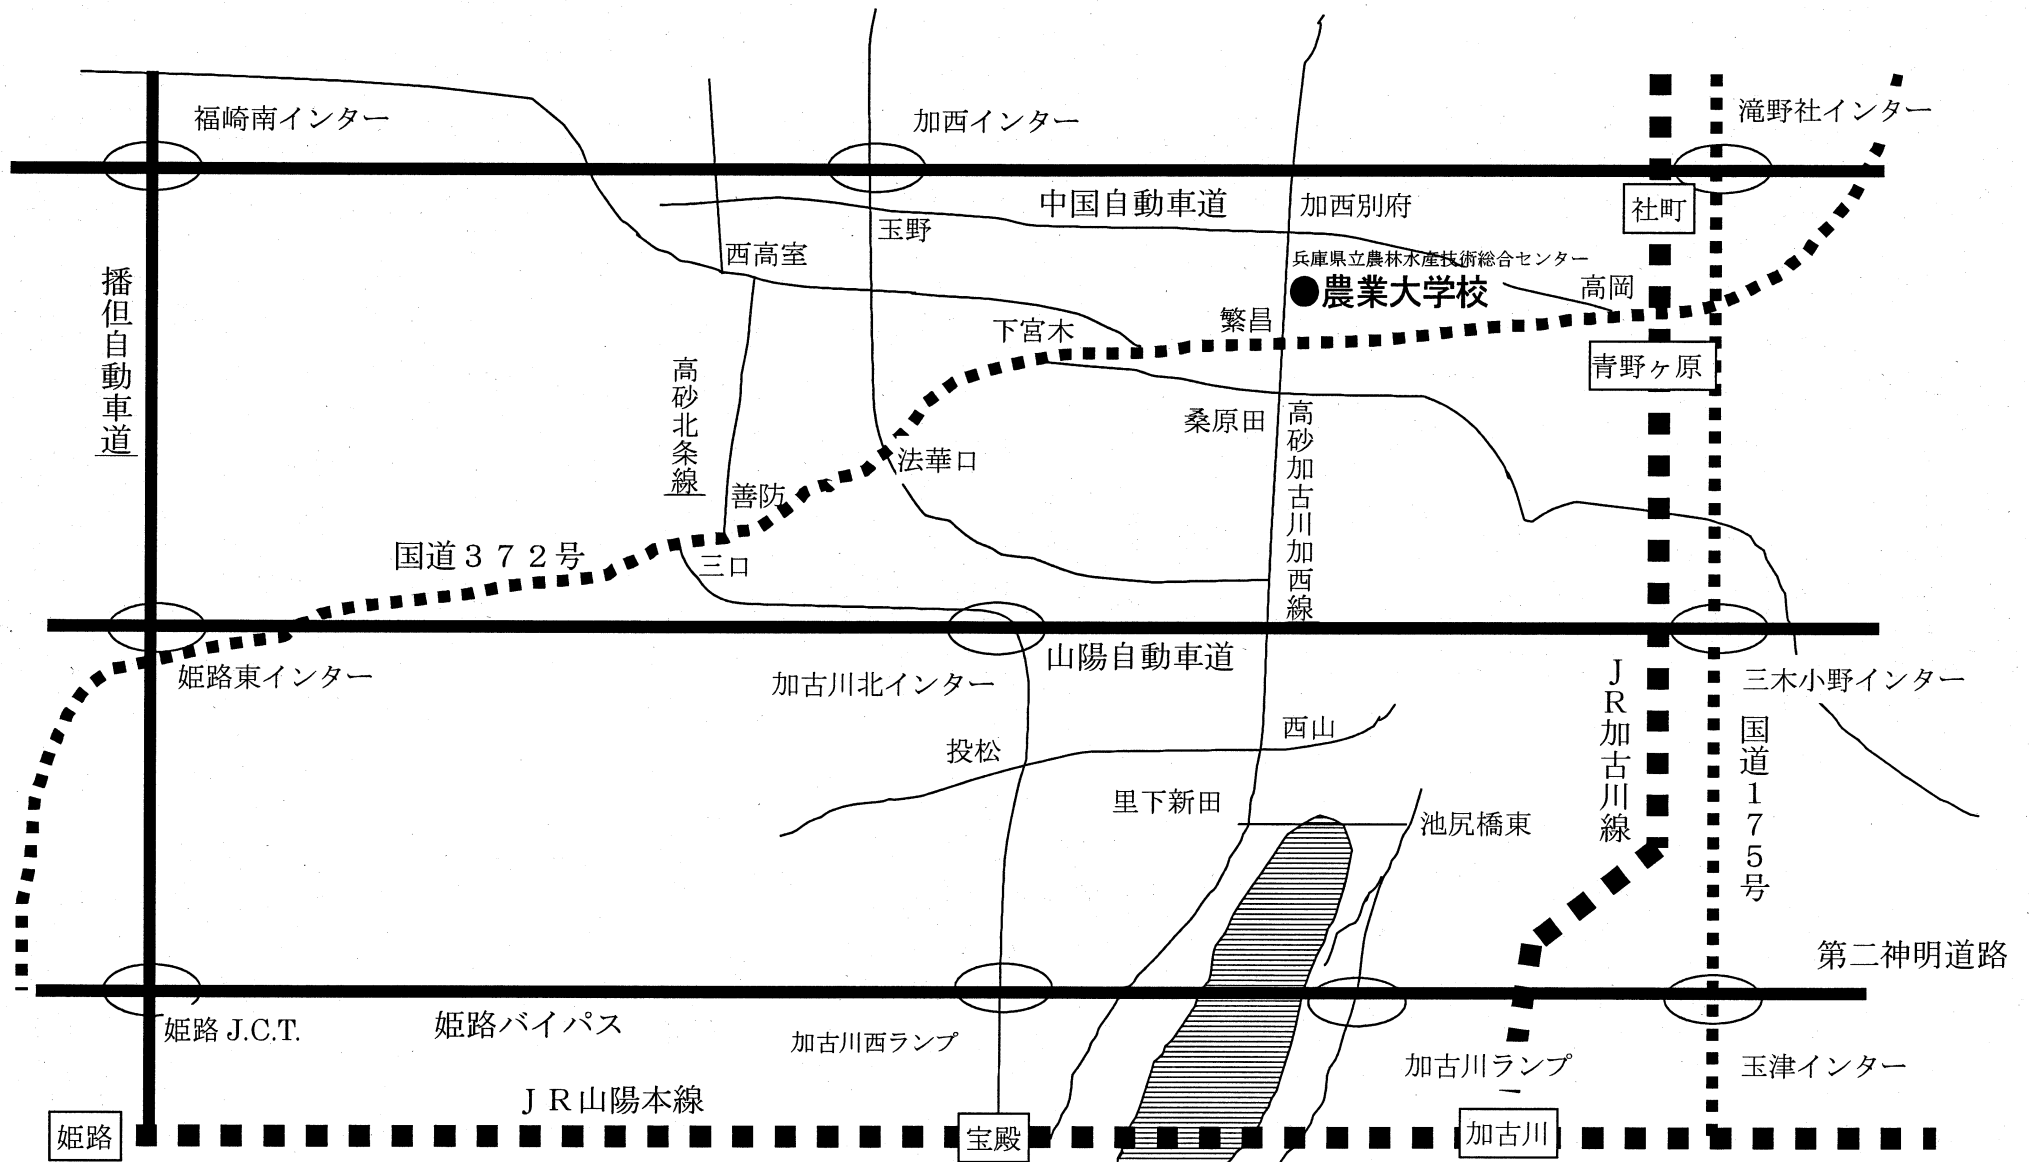 福崎南インター
加西インター
滝野社インター
中国自動車道
加西別府
社町
玉野
西高室
兵庫県立農林水産技術総合センター
●農業大学校
高岡
播但自動車道
繁昌
下宮木
青野ヶ原
高砂北条線
桑原田
高砂加古川加西線
法華口
善防
国道３７２号
三口
山陽自動車道
姫路東インター
加古川北インター
三木小野インター
ＪＲ加古川線
国道１７５号
西山
投松
里下新田
池尻橋東
第二神明道路
姫路 J.C.T.
姫路バイパス
加古川西ランプ
加古川ランプ
玉津インター
ＪＲ山陽本線
姫路
宝殿
加古川